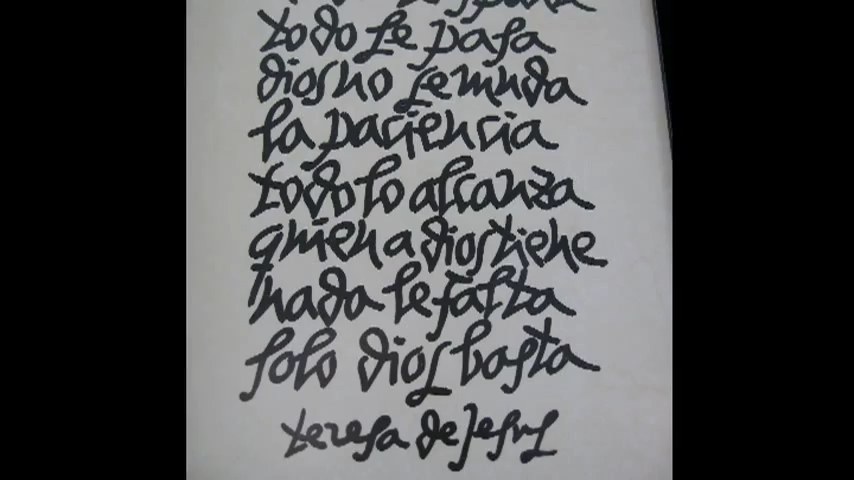 todo se pasa
dios no se muda
la paciencia
todo lo alcanza
quien a dios tiene
nada le falta
solo dios basta
teresa de Jesus